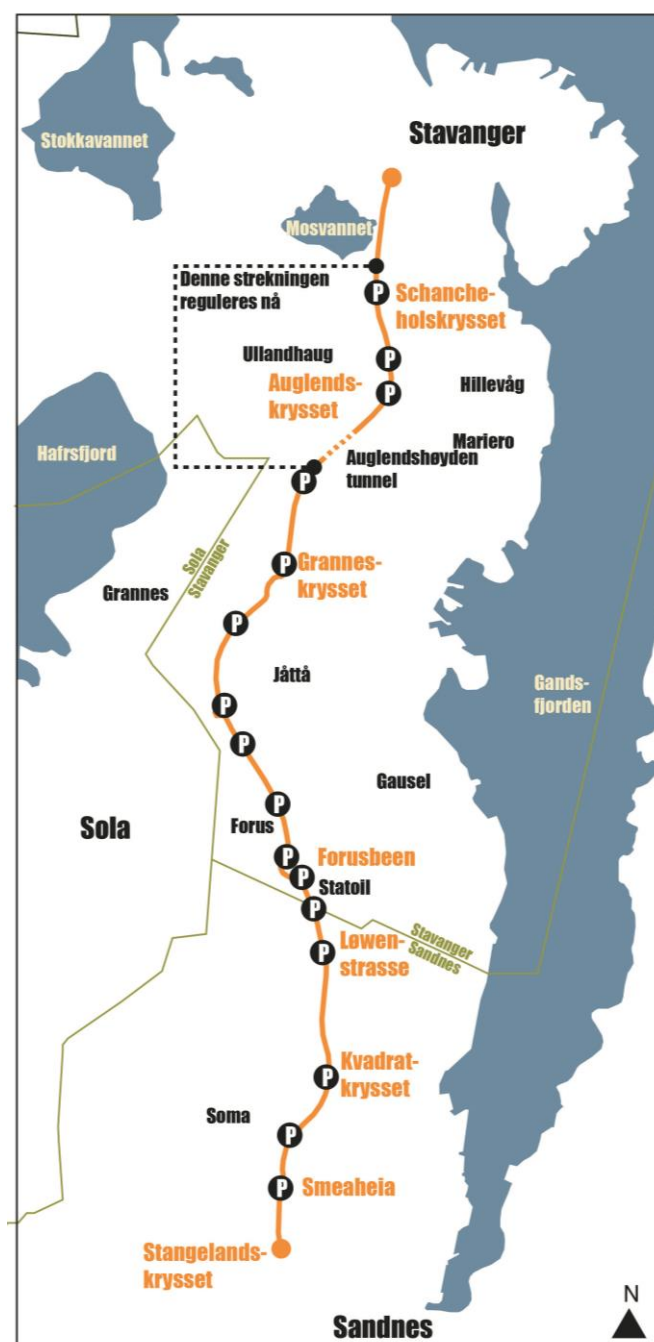 Stokkavannet
Stavanger
Mosvannet
Denne strekningen
reguleres nå
P
Schanche-
holskrysset
Ullandhaug
P
Auglends-
krysset
P
Hillevåg
Hafrsfjord
Mariero
Auglendshøyden
tunnel
P
Sola
Stavanger
Grannes
P
Grannes-
krysset
P
Jåttå
Gands-
fjorden
P
P
Gausel
P
Sola
Forus
P
Forusbeen
P
Statoil
P
Stavanger
Sandnes
P
Løwen-
strasse
P
Kvadrat-
krysset
Soma
P
P
Smeaheia
Stangelands-
krysset
N
Sandnes